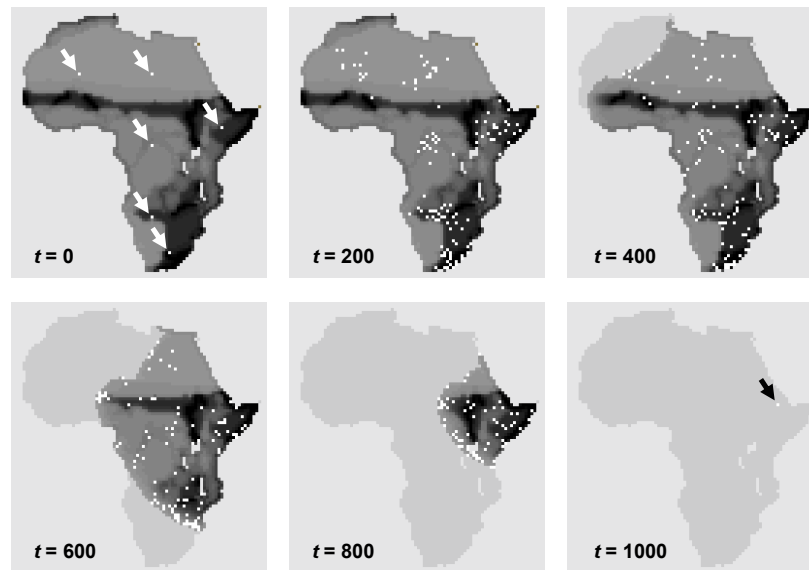 t = 0
t = 200
t = 400
t = 600
t = 800
t = 1000